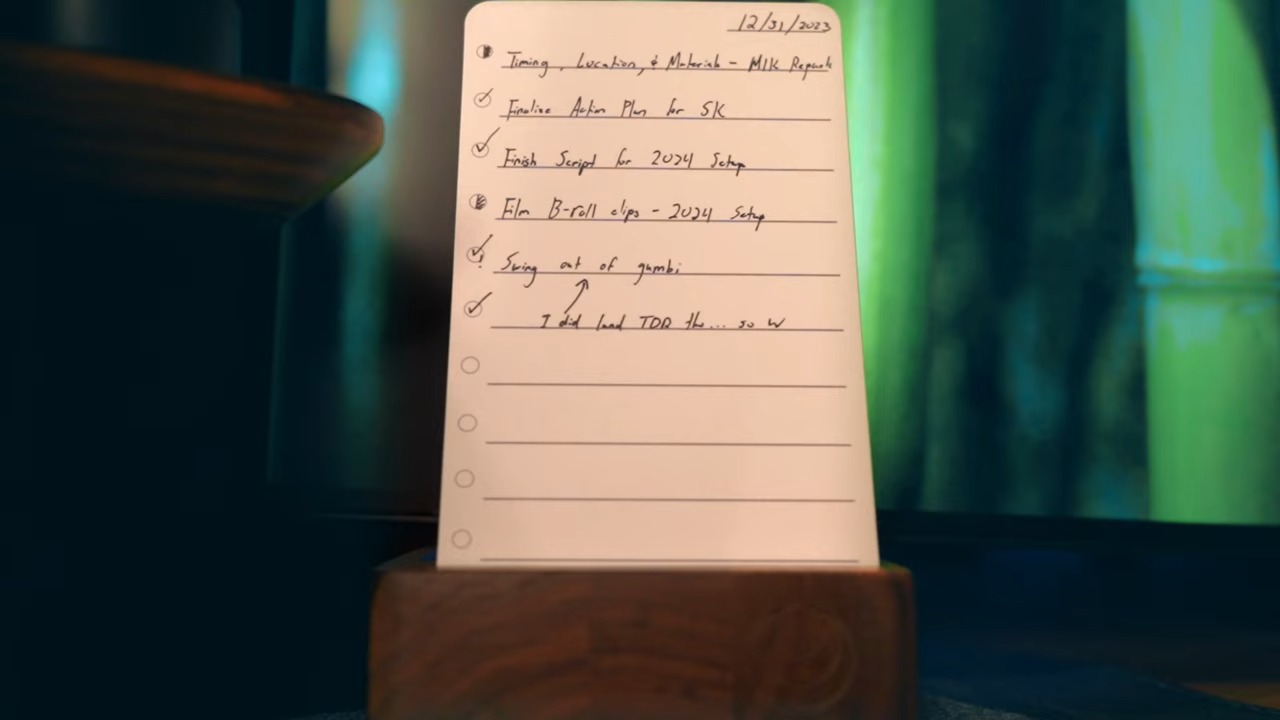 12/31/2023
Timing, Location, & Materials - MIK Repack
Finalize Action Plan for SK
Finish Script for 2024 Setup
Film B-roll clips - 2024 Setup
Swing out of gumbi
I did land TDR tho... so W